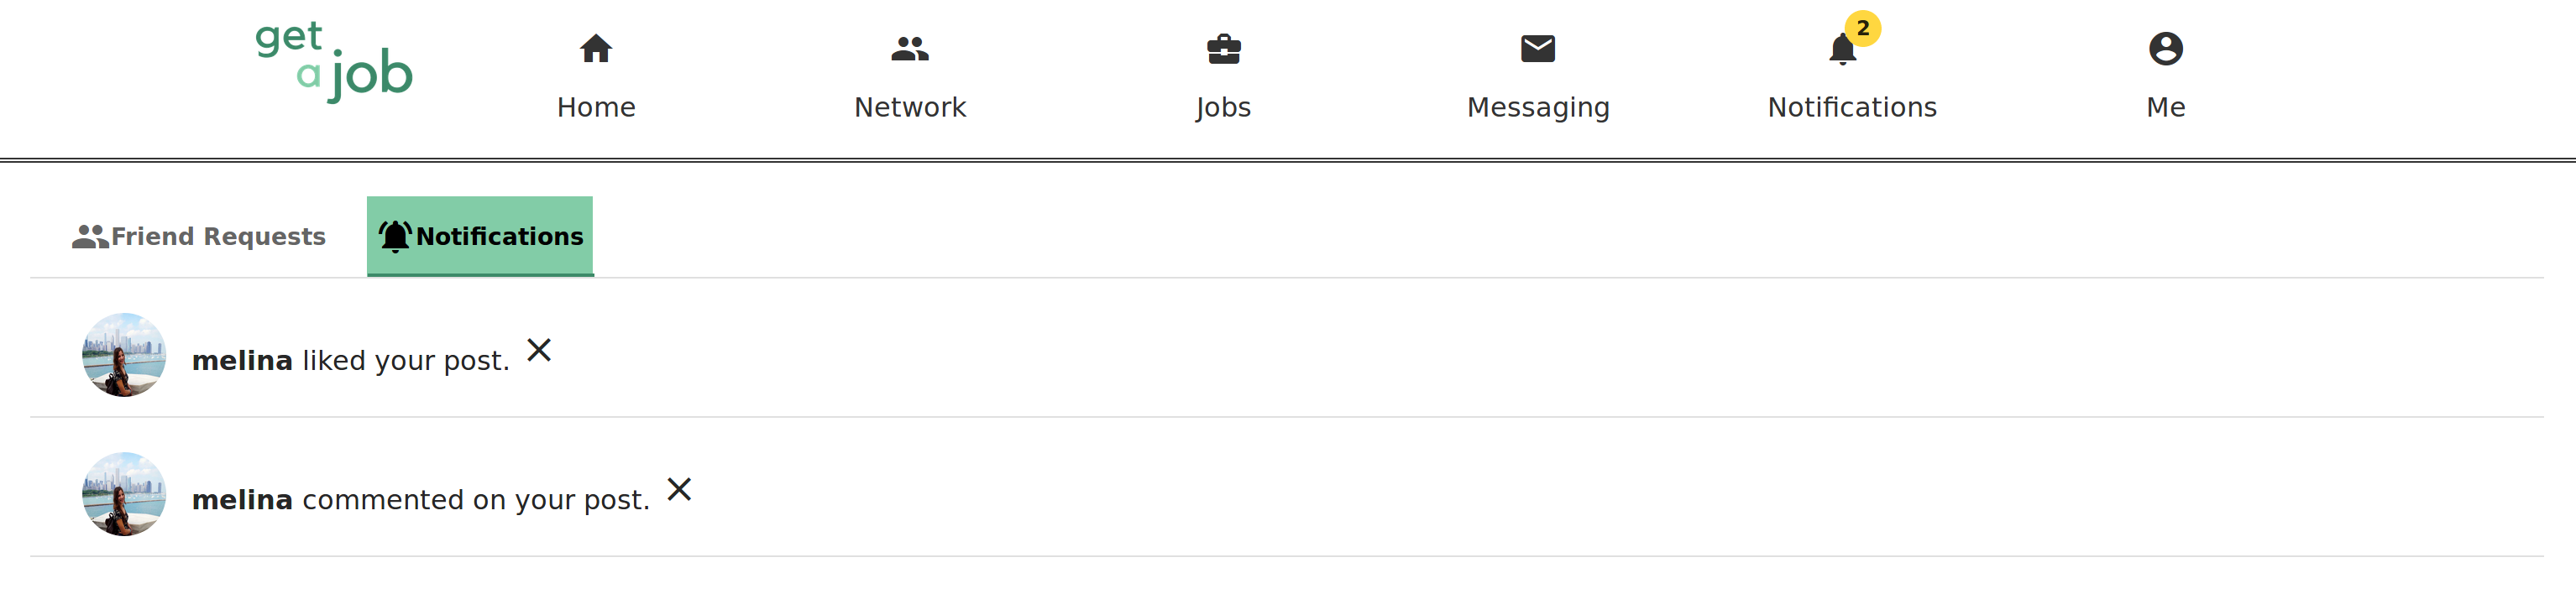 get
a job
2
Home Network Jobs Messaging Notifications Me
Friend Requests Notifications
melina liked your post.
melina commented on your post.